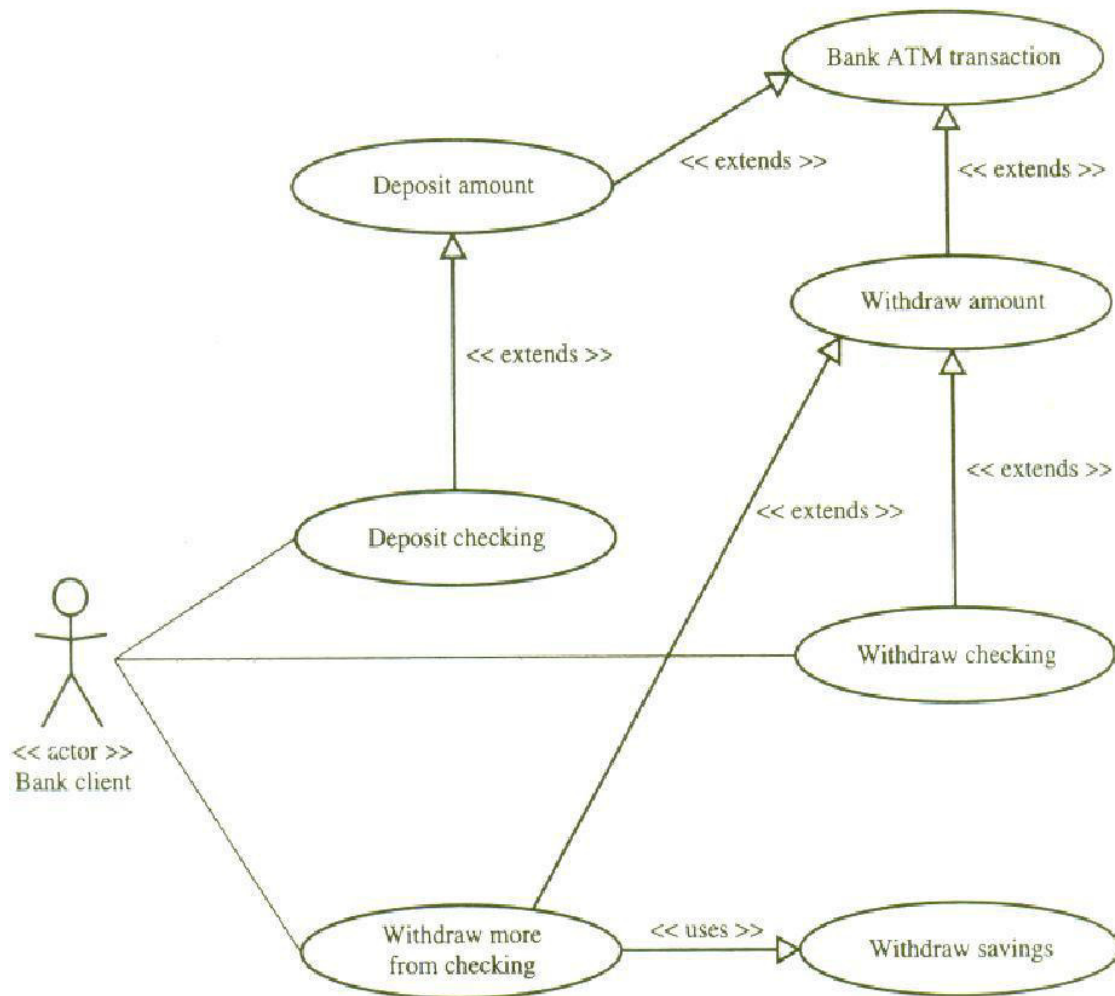 Bank ATM transaction
<< extends >>
<< extends >>
Deposit amount
Withdraw amount
<< extends >>
<< extends >>
<< extends >>
Deposit checking
Withdraw checking
<< actor >>
Bank client
Withdraw more
from checking
<< uses >>
Withdraw savings